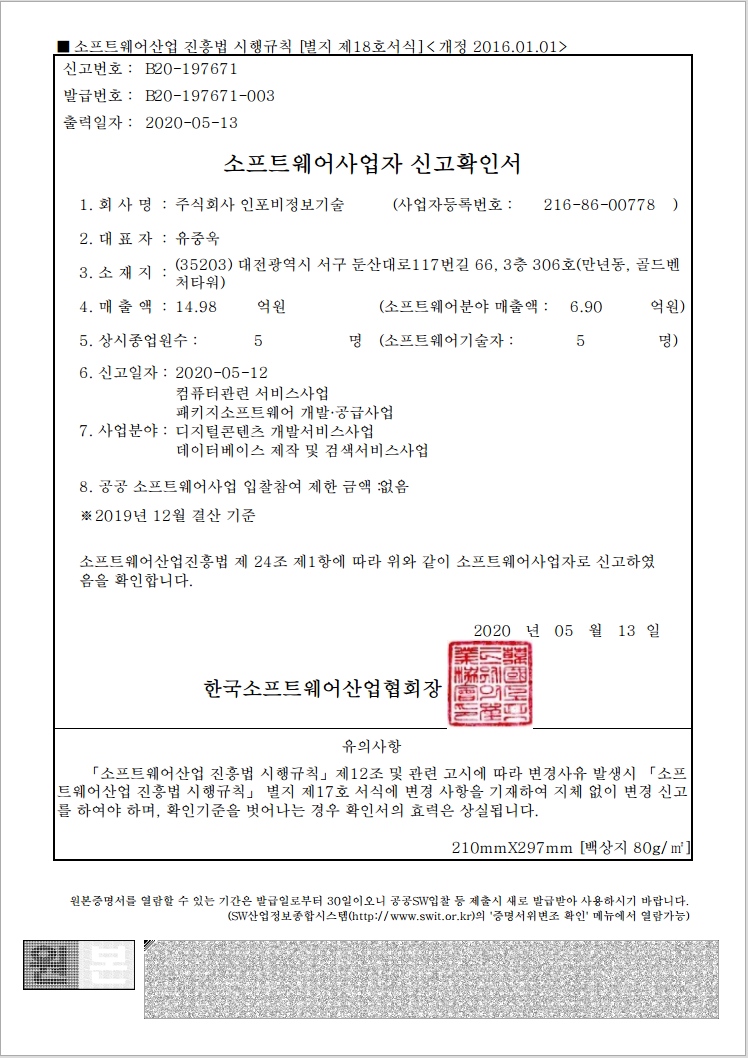 ■ 소프트웨어산업 진흥법 시행규칙 [별지 제18호서식]<개정 2016.01.01>
신고번호 : B20-197671
발급번호 : B20-197671-003
출력일자 : 2020-05-13
소프트웨어사업자 신고확인서
1. 회 사 명 : 주식회사 인포비정보기술 (사업자등록번호 : 216-86-00778 )
2. 대 표 자 : 유중욱
3. 소 재 지 : (35203) 대전광역시 서구 둔산대로117번길 66, 3층 306호(만년동, 골드벤
처타워)
4. 매 출 액 : 14.98 억원 (소프트웨어분야 매출액 : 6.90 억원)
5. 상시종업원수 : 5 명 (소프트웨어기술자 : 5 명)
6. 신고일자 : 2020-05-12
컴퓨터관련 서비스사업
패키지소프트웨어 개발·공급사업
7. 사업분야 : 디지털콘텐츠 개발서비스사업
데이터베이스 제작 및 검색서비스사업
8. 공공 소프트웨어사업 입찰참여 제한 금액 :없음
※2019년 12월 결산 기준
소프트웨어산업진흥법 제 24조 제1항에 따라 위와 같이 소프트웨어사업자로 신고하였
음을 확인합니다.
2020 년 05 월 13 일
한국소프트웨어산업협회장
유의사항
「소프트웨어산업 진흥법 시행규칙」제12조 및 관련 고시에 따라 변경사유 발생시 「소프
트웨어산업 진흥법 시행규칙」 별지 제17호 서식에 변경 사항을 기재하여 지체 없이 변경 신고
를 하여야 하며, 확인기준을 벗어나는 경우 확인서의 효력은 상실됩니다.
210mmX297mm [백상지 80g/㎡]
원본증명서를 열람할 수 있는 기간은 발급일로부터 30일이오니 공공SW입찰 등 제출시 새로 발급받아 사용하시기 바랍니다.
(SW산업정보종합시스템(http://www.swit.or.kr)의 '증명서위변조 확인' 메뉴에서 열람가능)
원본